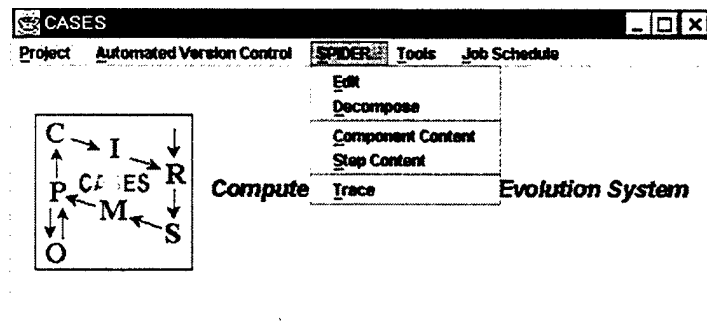 CASES
Project Automated Version Control SPIDER Tools Job Schedule
Edit
Decompose
Component Content
Step Content
Trace
C I R
P CASES
M S
O
Compute Evolution System